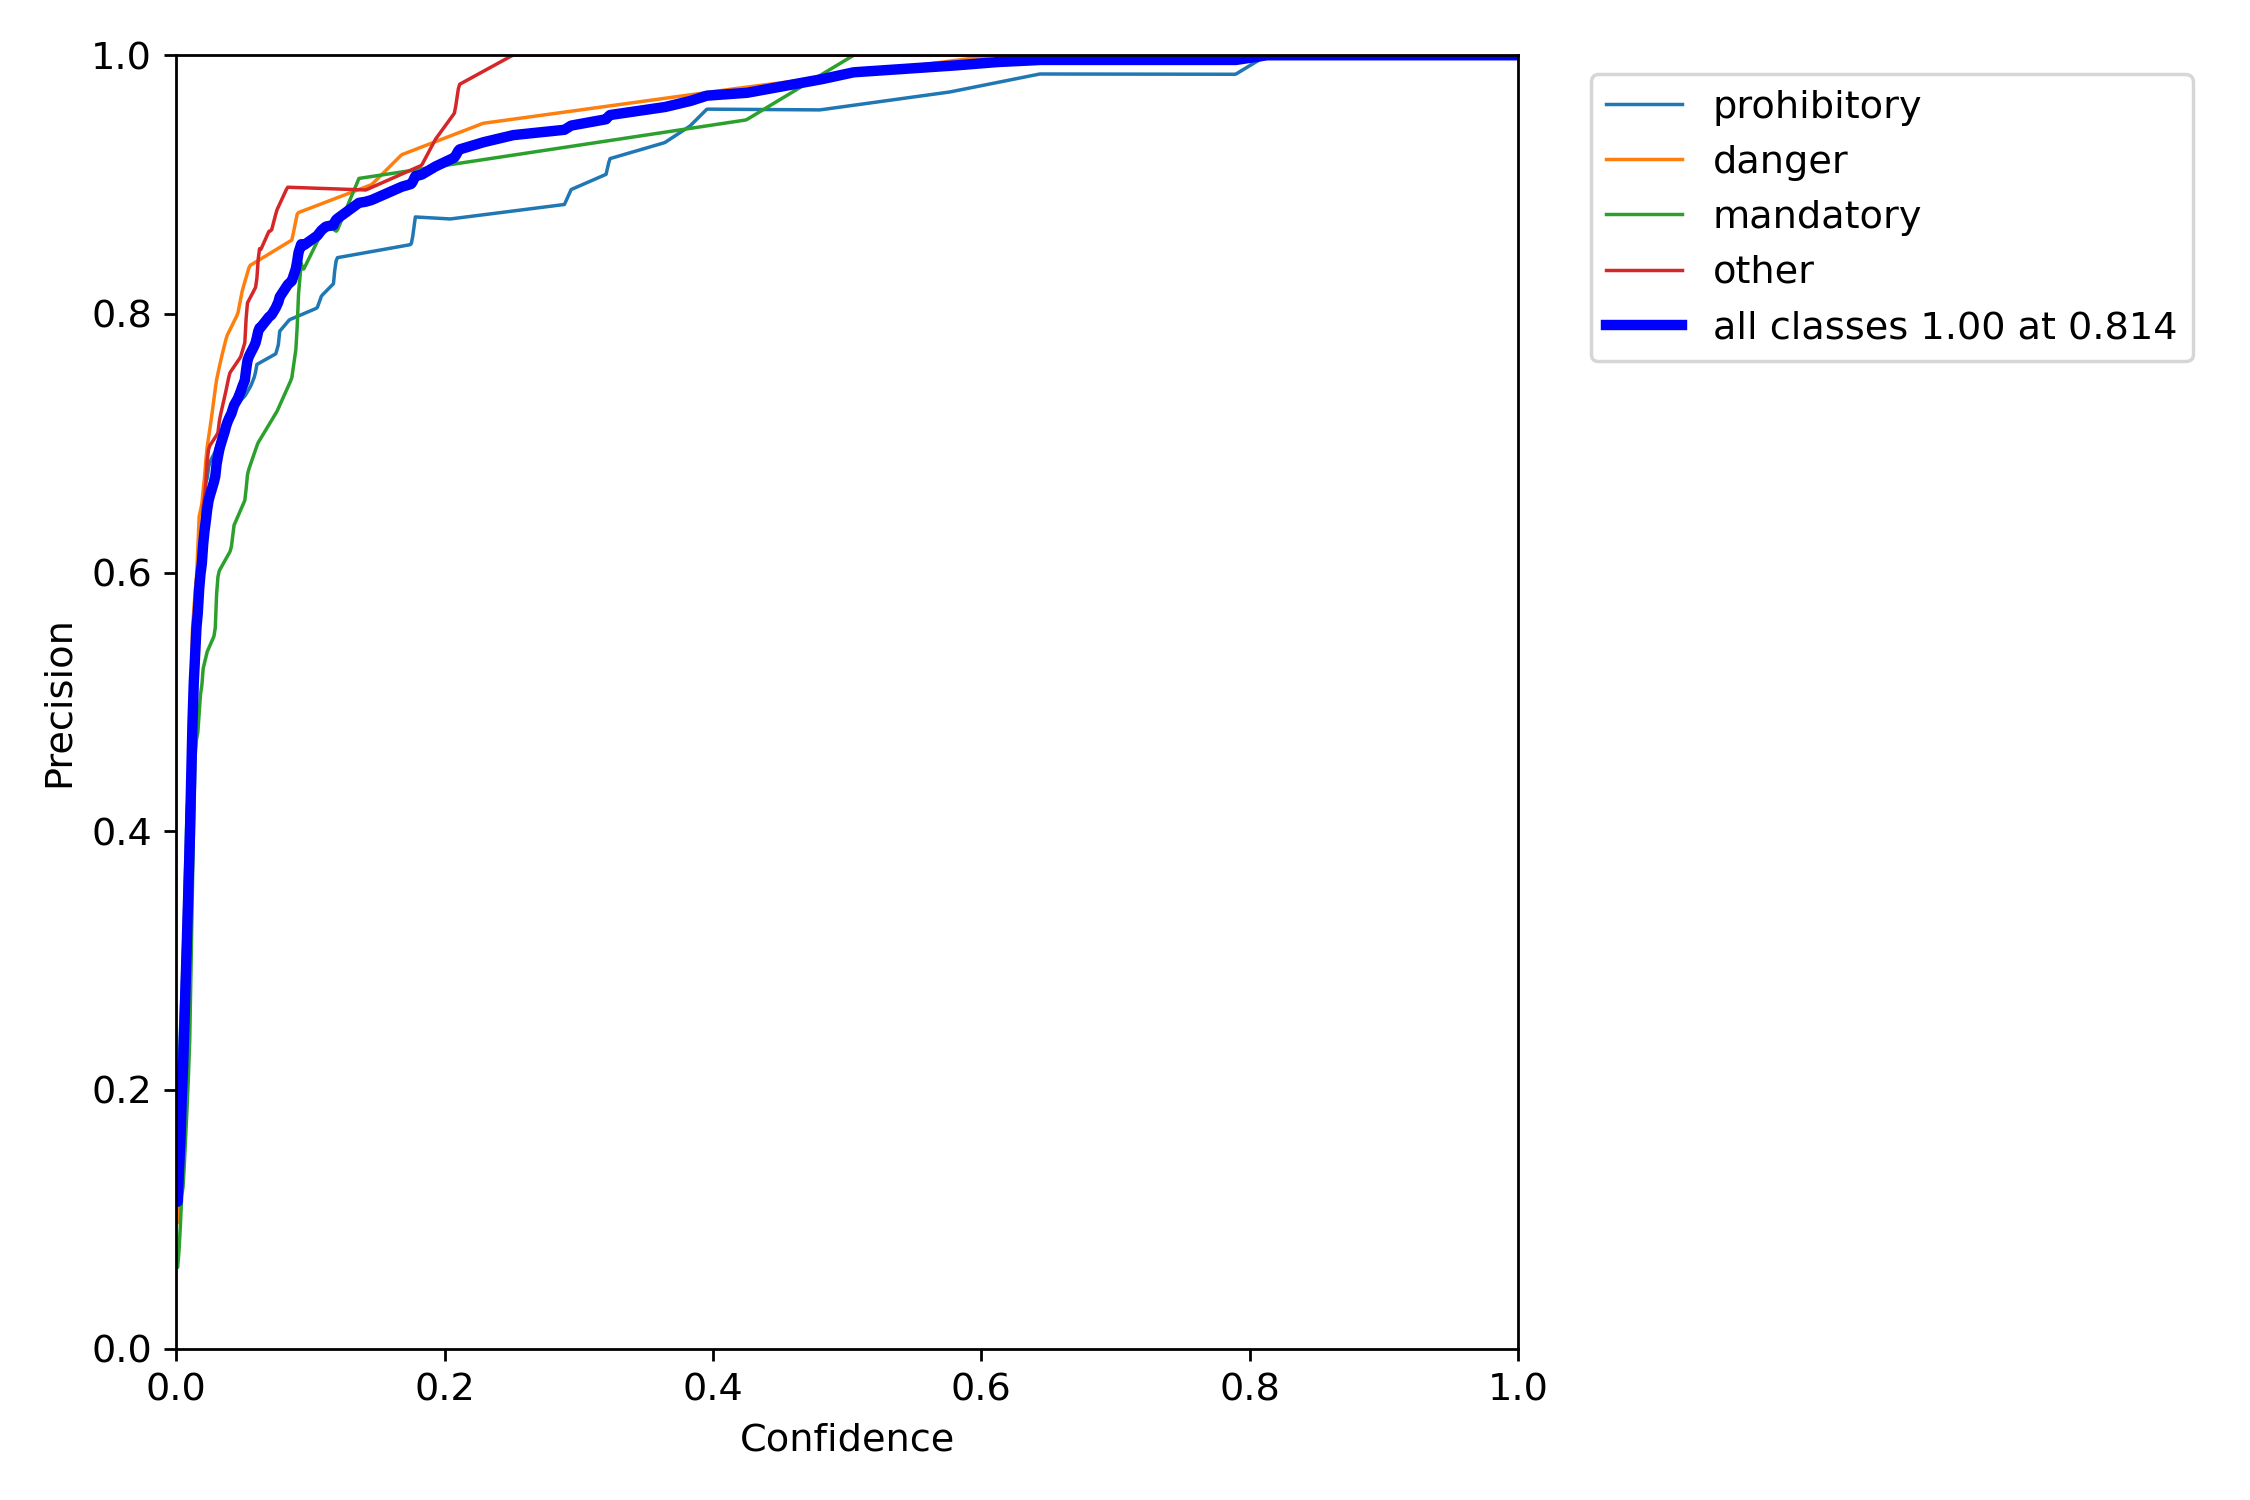 1.0
0.8
0.6
0.4
0.2
0.0
Precision
0.0 0.2 0.4 0.6 0.8 1.0
Confidence
prohibitory
danger
mandatory
other
all classes 1.00 at 0.814